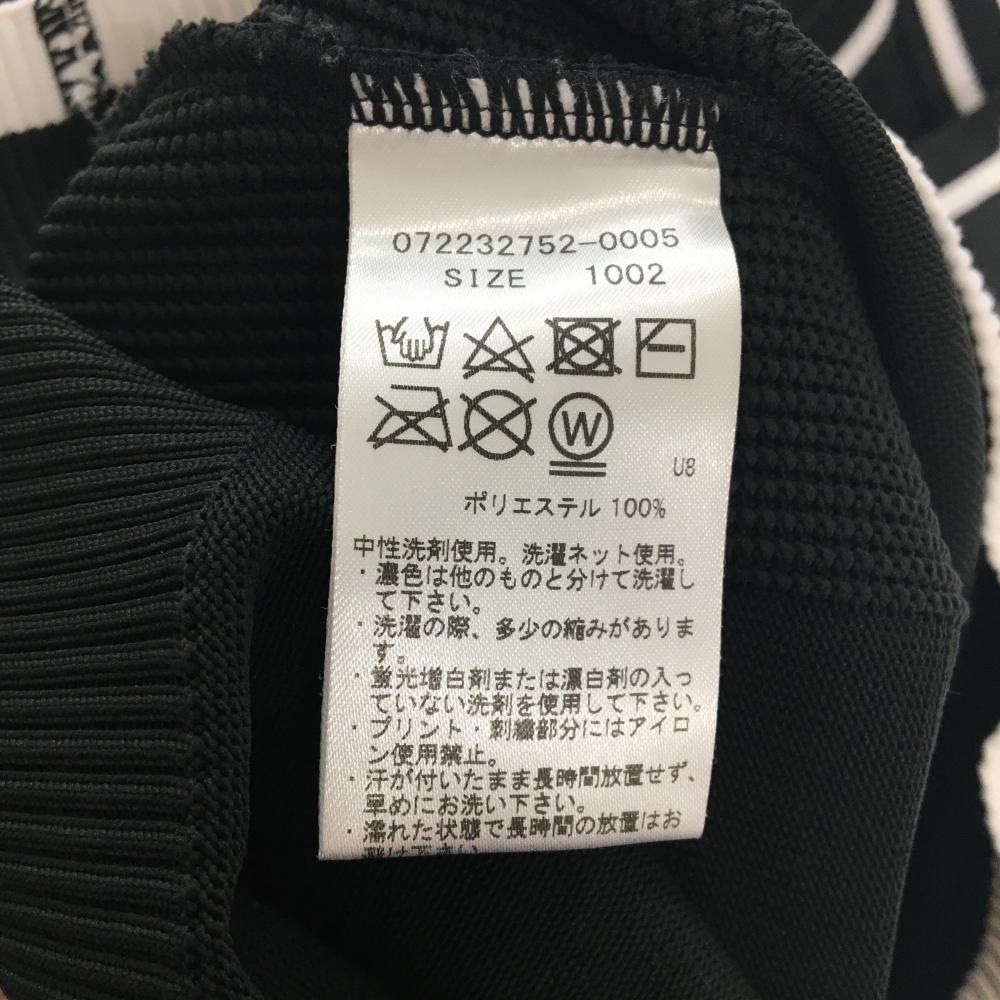 072232752-0005
SIZE 1002
W
U8
ポリエステル 100%
中性洗剤使用。洗濯ネット使用。
・濃色は他のものと分けて洗濯し
て下さい。
・洗濯の際、多少の縮みがありま
す。
・蛍光増白剤または漂白剤の入っ
ていない洗剤を使用して下さい。
・プリント・刺繍部分にはアイロ
ン使用禁止。
・汗が付いたまま長時間放置せず、
早めにお洗い下さい。
・濡れた状態で長時間の放置はお
避け下さい。